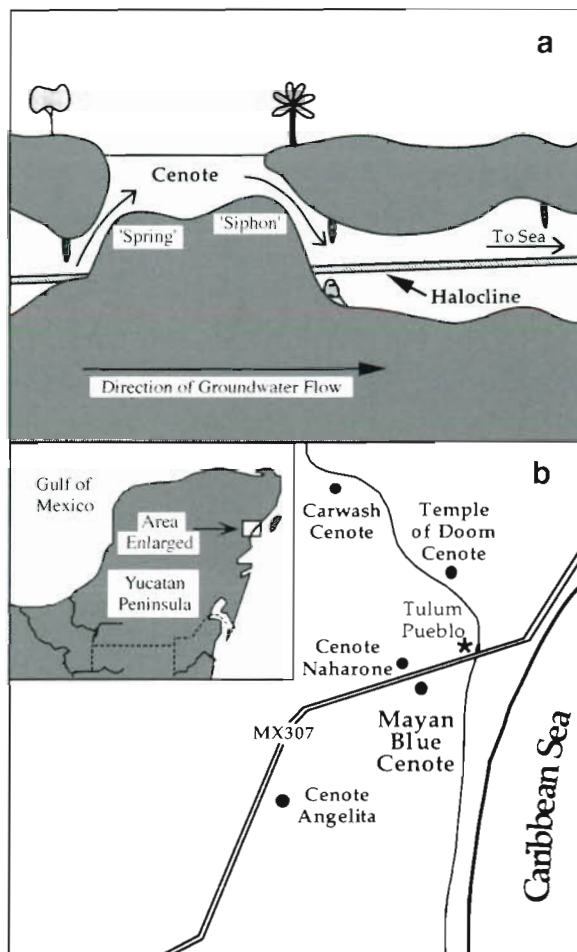 a
Cenote
'Spring'
'Siphon'
To Sea
Halocline
Direction of Groundwater Flow
b
Gulf of
Mexico
Area
Enlarged
Yucatan
Peninsula
Carwash
Cenote
Temple
of Doom
Cenote
Tulum
Pueblo
Cenote
Naharone
MX307
Mayan
Blue
Cenote
Cenote
Angelita
Caribbean Sea